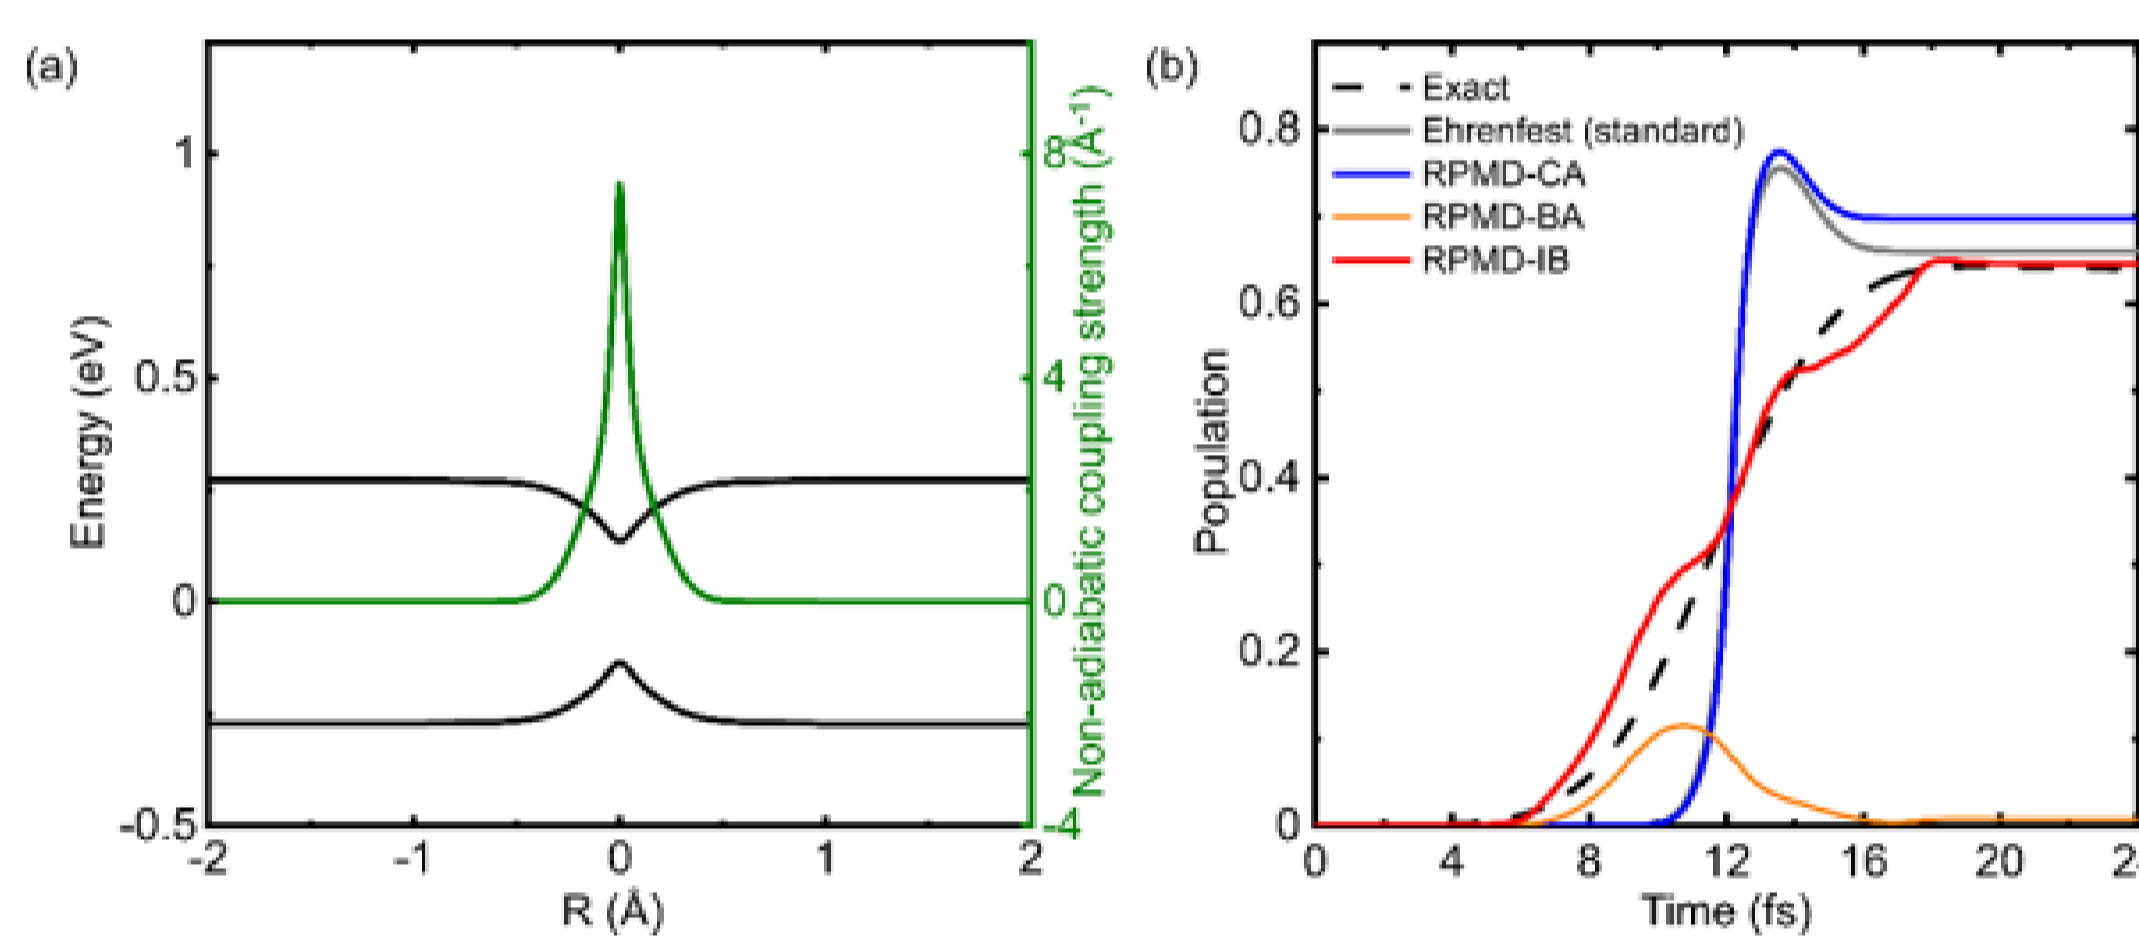 (a)
1
0.5
0
-0.5
Energy (eV)
-2 -1 0 1 2
R (Å)
8
4
0
-4
Non-adiabatic coupling strength (Å-1)
(b)
Exact
Ehrenfest (standard)
RPMD-CA
RPMD-BA
RPMD-IB
0.8
0.6
0.4
0.2
0
Population
0 4 8 12 16 20 2
Time (fs)